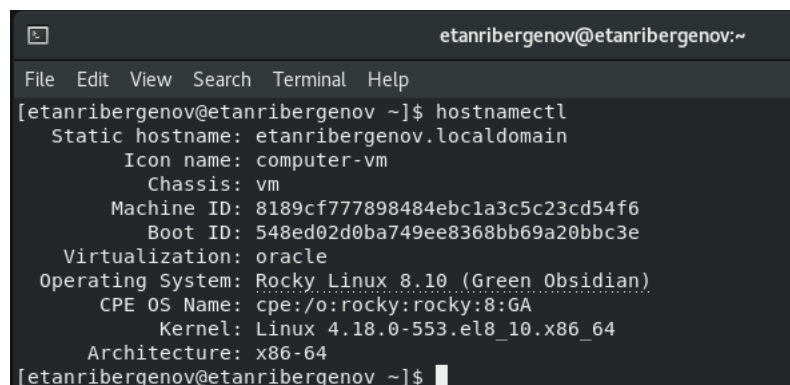 etanribergenov@etanribergenov:~
File Edit View Search Terminal Help
[etanribergenov@etanribergenov ~]$ hostnamectl
Static hostname: etanribergenov.localdomain
Icon name: computer-vm
Chassis: vm
Machine ID: 8189cf777898484ebc1a3c5c23cd54f6
Boot ID: 548ed02d0ba749ee8368bb69a20bbc3e
Virtualization: oracle
Operating System: Rocky Linux 8.10 (Green Obsidian)
CPE OS Name: cpe:/o:rocky:rocky:8:GA
Kernel: Linux 4.18.0-553.el8_10.x86_64
Architecture: x86-64
[etanribergenov@etanribergenov ~]$